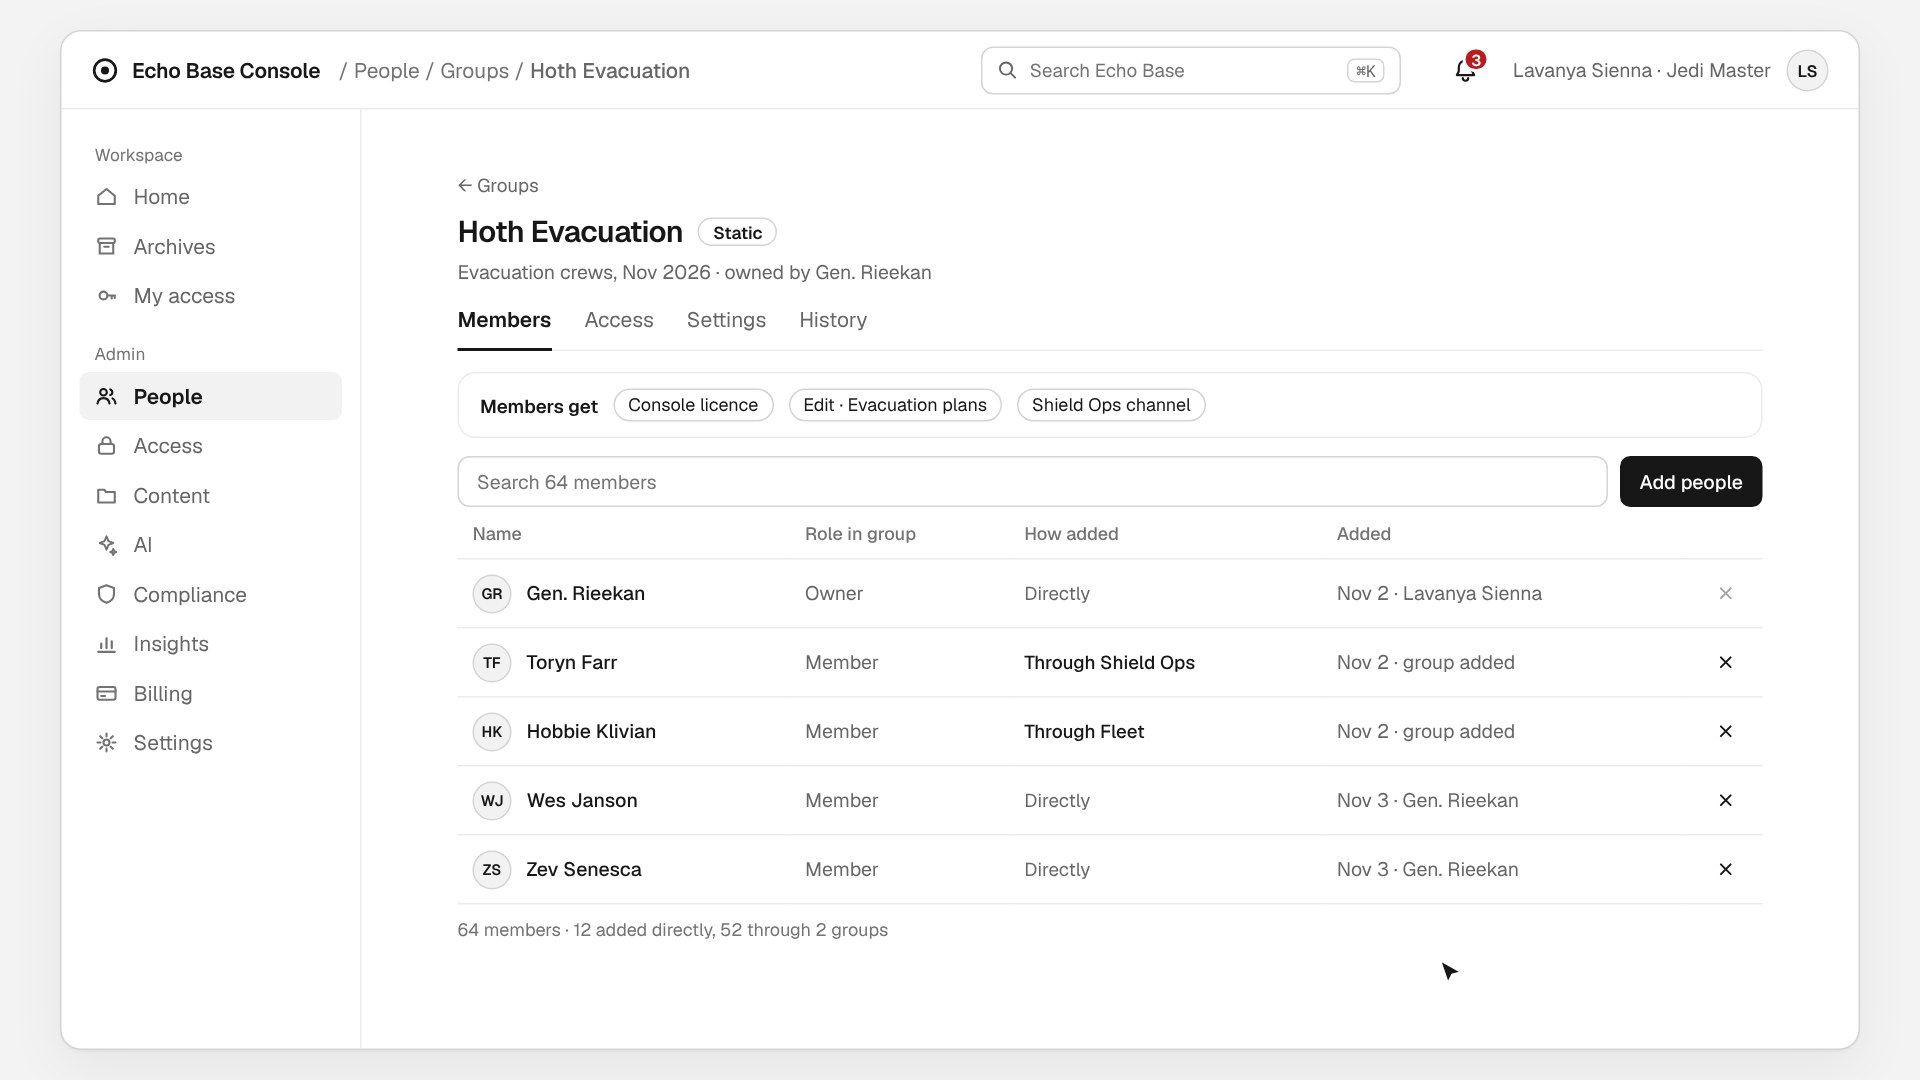 Echo Base Console / People / Groups / Hoth Evacuation
Search Echo Base ⌘K
3
Lavanya Sienna · Jedi Master LS
Workspace
Home
Archives
My access
Admin
People
Access
Content
AI
Compliance
Insights
Billing
Settings
← Groups
Hoth Evacuation Static
Evacuation crews, Nov 2026 · owned by Gen. Rieekan
Members Access Settings History
Members get Console licence Edit · Evacuation plans Shield Ops channel
Search 64 members Add people
Name Role in group How added Added
GR Gen. Rieekan Owner Directly Nov 2 · Lavanya Sienna
TF Toryn Farr Member Through Shield Ops Nov 2 · group added
HK Hobbie Klivian Member Through Fleet Nov 2 · group added
WJ Wes Janson Member Directly Nov 3 · Gen. Rieekan
ZS Zev Senesca Member Directly Nov 3 · Gen. Rieekan
64 members · 12 added directly, 52 through 2 groups